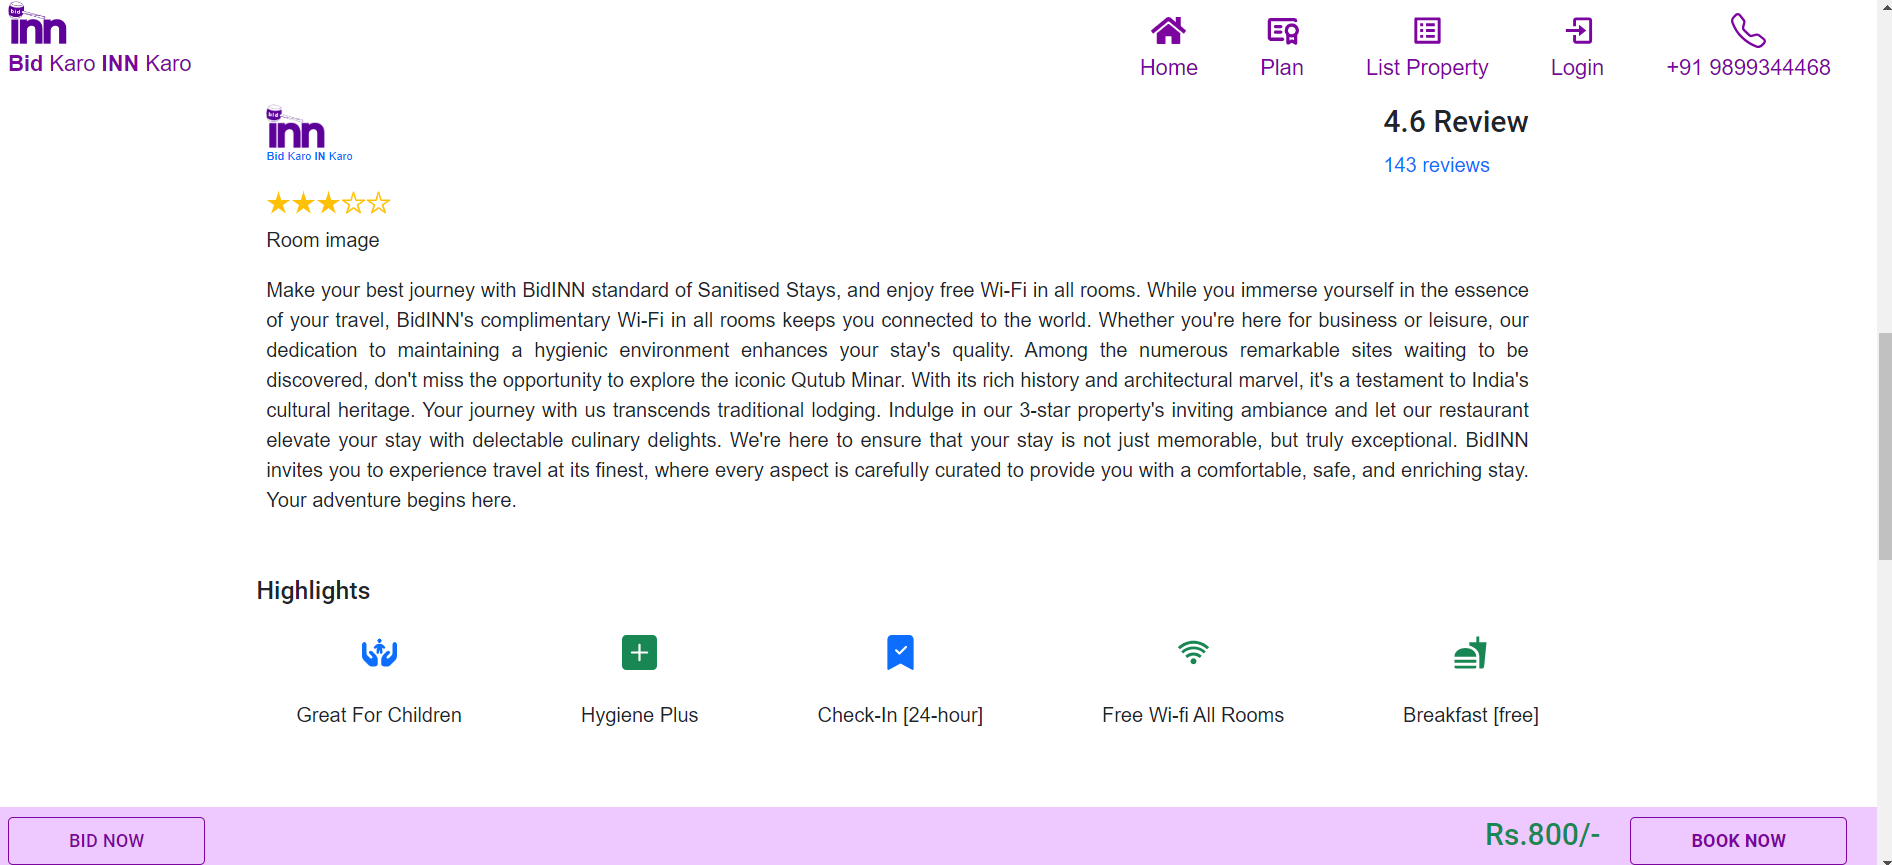 bid
inn
Bid Karo INN Karo
Home
Plan
List Property
Login
+91 9899344468
bid
inn
Bid Karo IN Karo
4.6 Review
143 reviews
Room image
Make your best journey with BidINN standard of Sanitised Stays, and enjoy free Wi-Fi in all rooms. While you immerse yourself in the essence
of your travel, BidINN's complimentary Wi-Fi in all rooms keeps you connected to the world. Whether you're here for business or leisure, our
dedication to maintaining a hygienic environment enhances your stay's quality. Among the numerous remarkable sites waiting to be
discovered, don't miss the opportunity to explore the iconic Qutub Minar. With its rich history and architectural marvel, it's a testament to India's
cultural heritage. Your journey with us transcends traditional lodging. Indulge in our 3-star property's inviting ambiance and let our restaurant
elevate your stay with delectable culinary delights. We're here to ensure that your stay is not just memorable, but truly exceptional. BidINN
invites you to experience travel at its finest, where every aspect is carefully curated to provide you with a comfortable, safe, and enriching stay.
Your adventure begins here.
Highlights
Great For Children
Hygiene Plus
Check-In [24-hour]
Free Wi-fi All Rooms
Breakfast [free]
BID NOW
Rs.800/-
BOOK NOW